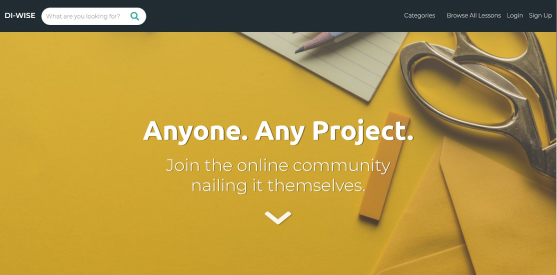 DI-WISE
What are you looking for?
Categories
Browse All Lessons
Login
Sign Up
Anyone. Any Project.
Join the online community
nailing it themselves.